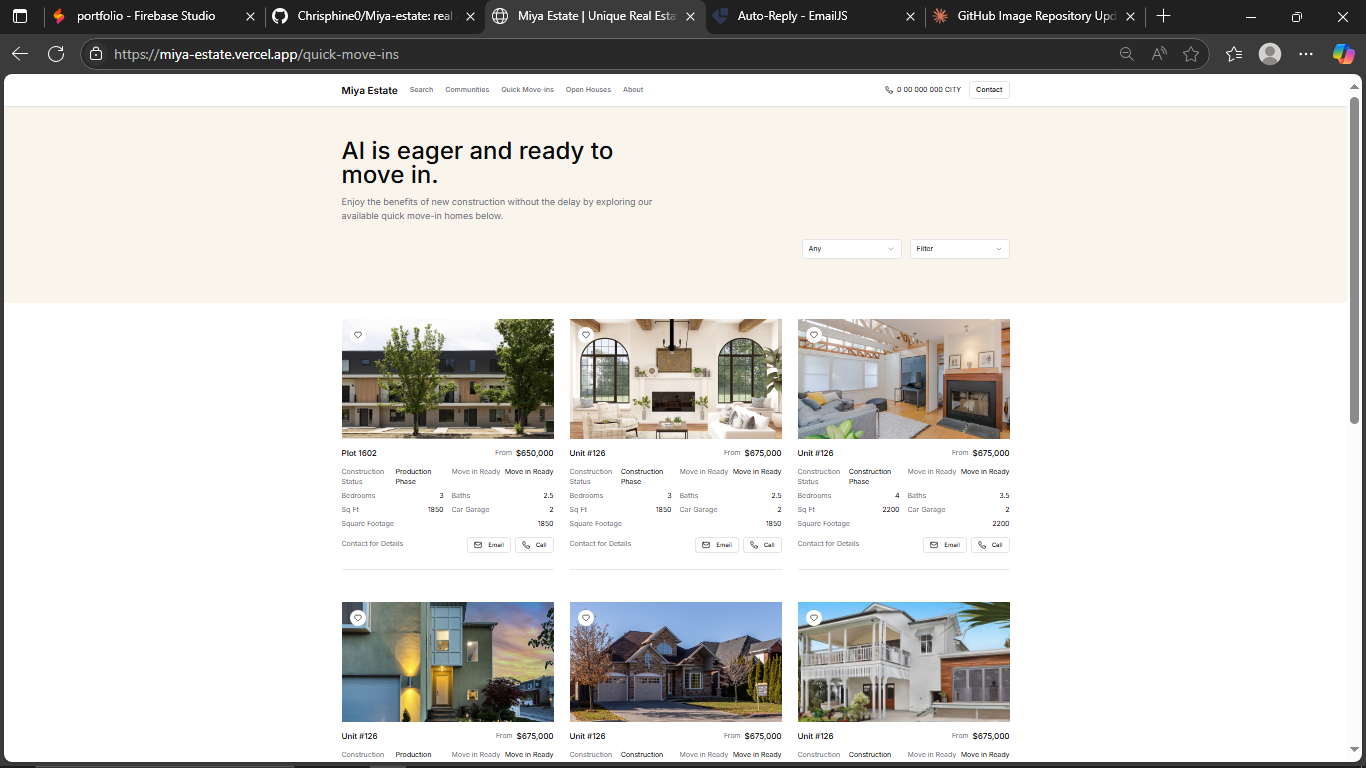 portfolio - Firebase Studio
Chrisphine0/Miya-estate: real
Miya Estate | Unique Real Esta
Auto-Reply - EmailJS
GitHub Image Repository Upd
https://miya-estate.vercel.app/quick-move-ins
Miya Estate Search Communities Quick Move-ins Open Houses About 0 00 000 000 CITY Contact
AI is eager and ready to
move in.
Enjoy the benefits of new construction without the delay by exploring our
available quick move-in homes below.
Any Filter
Plot 1602 From $650,000
Construction Status Production Phase Move in Ready Move in Ready
Bedrooms 3 Baths 2.5
Sq Ft 1850 Car Garage 2
Square Footage 1850
Contact for Details Email Call
Unit #126 From $675,000
Construction Status Construction Phase Move in Ready Move in Ready
Bedrooms 3 Baths 2.5
Sq Ft 1850 Car Garage 2
Square Footage 1850
Contact for Details Email Call
Unit #126 From $675,000
Construction Status Construction Phase Move in Ready Move in Ready
Bedrooms 4 Baths 3.5
Sq Ft 2200 Car Garage 2
Square Footage 2200
Contact for Details Email Call
Unit #126 From $675,000
Construction Production Move in Ready Move in Ready
Unit #126 From $675,000
Construction Construction Move in Ready Move in Ready
Unit #126 From $675,000
Construction Construction Move in Ready Move in Ready